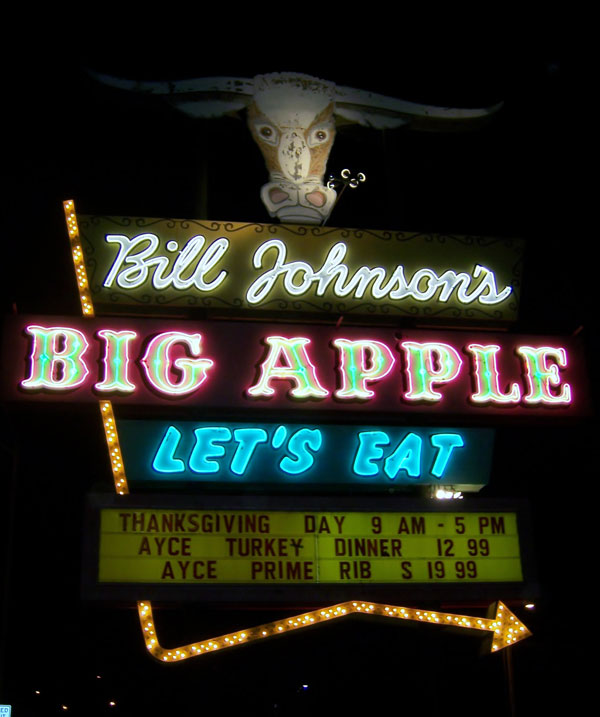 Bill Johnson's
BIG APPLE
LET'S EAT
THANKSGIVING DAY 9 AM - 5 PM
AYCE TURKEY DINNER 12 99
AYCE PRIME RIB S 19 99